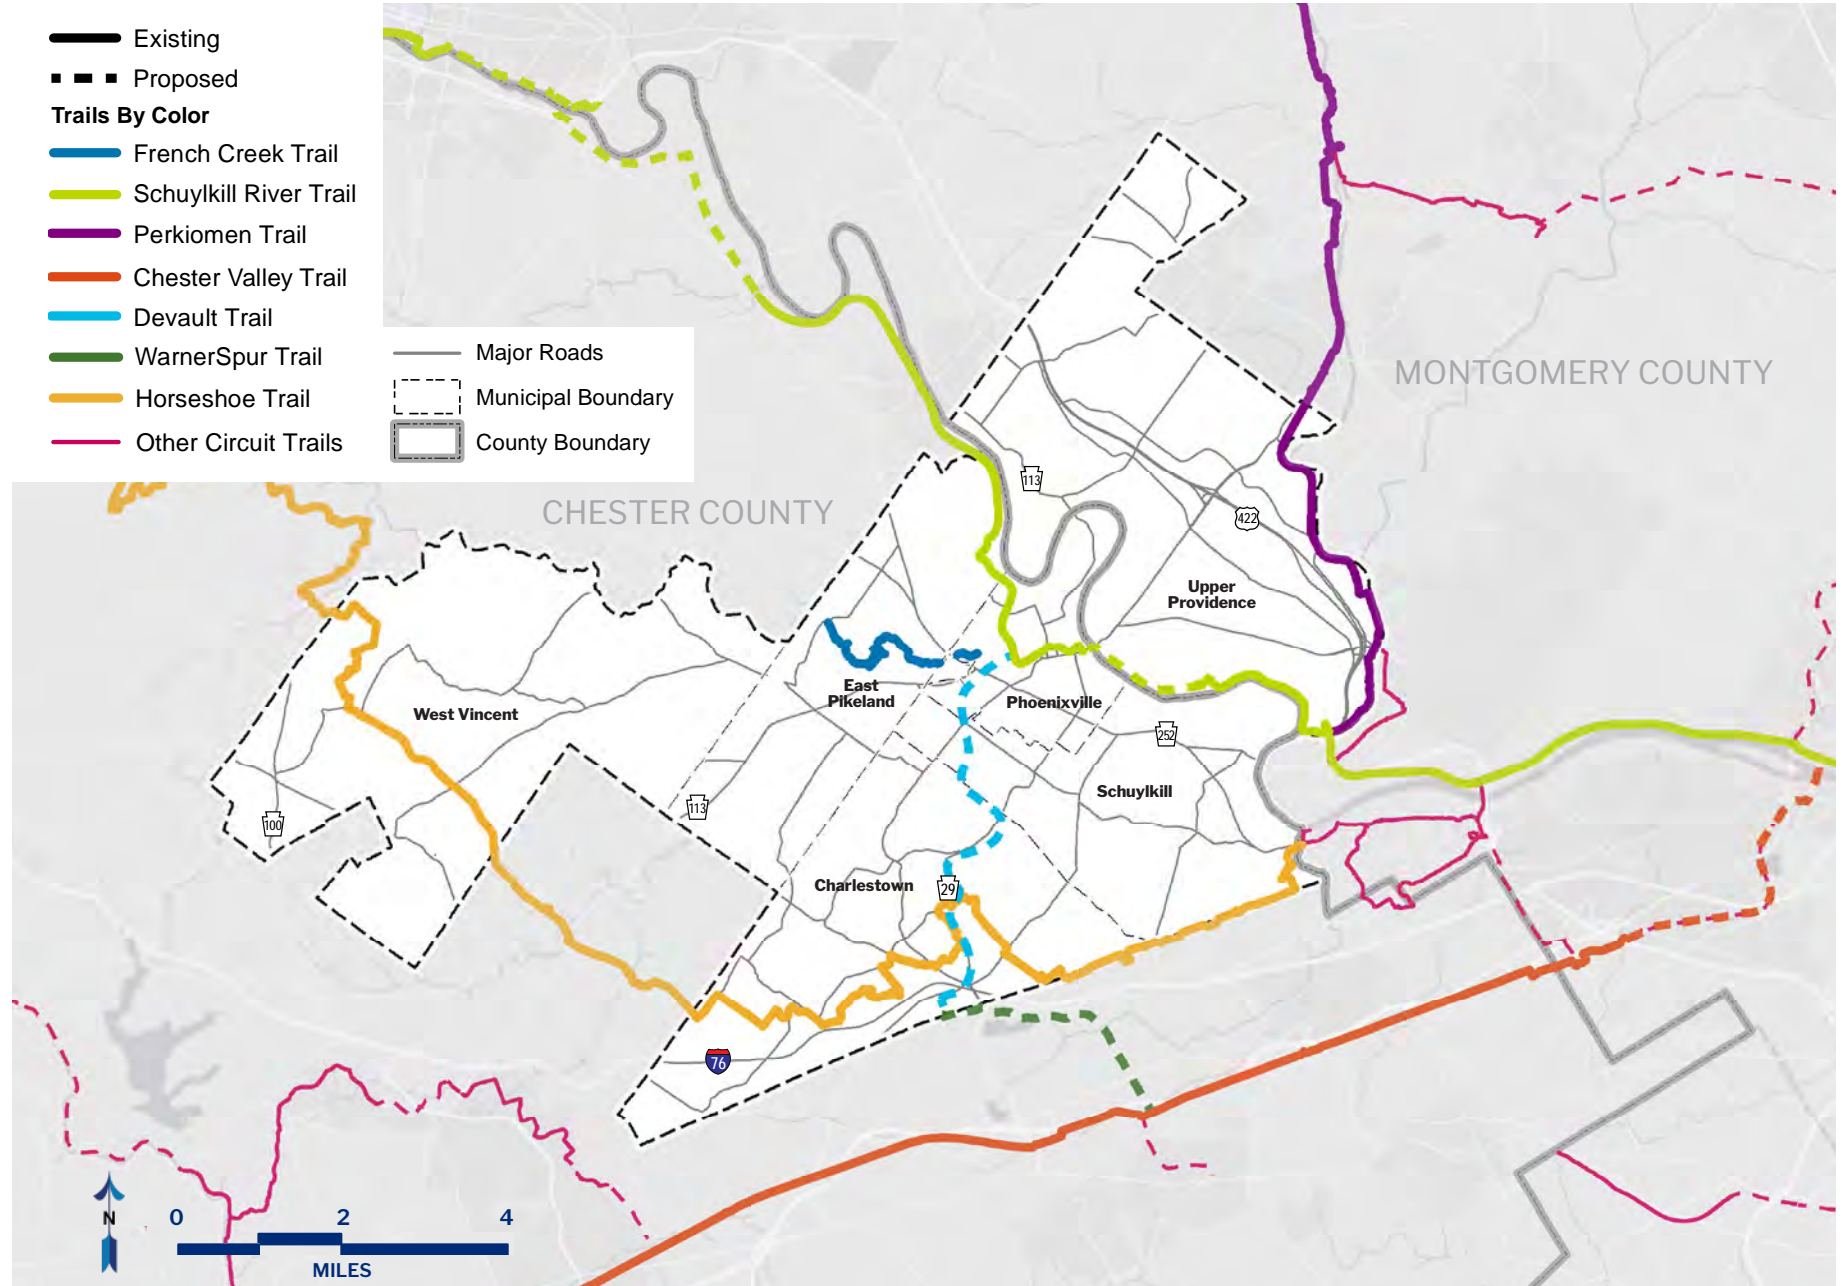 Existing
Proposed
Trails By Color
French Creek Trail
Schuylkill River Trail
Perkiomen Trail
Chester Valley Trail
Devault Trail
WarnerSpur Trail
Horseshoe Trail
Other Circuit Trails
Major Roads
Municipal Boundary
County Boundary
MONTGOMERY COUNTY
CHESTER COUNTY
113
422
Upper
Providence
East
Pikeland
Phoenixville
West Vincent
252
Schuylkill
113
100
Charlestown
29
76
N
0 2 4
MILES